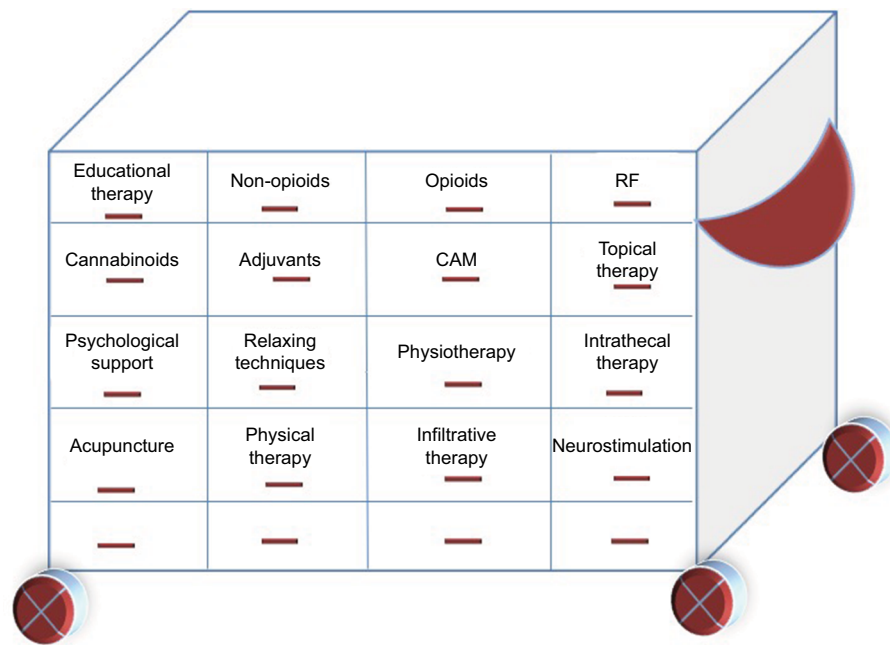 Educational
therapy
Non-opioids
Opioids
RF
Cannabinoids
Adjuvants
CAM
Topical
therapy
Psychological
support
Relaxing
techniques
Physiotherapy
Intrathecal
therapy
Acupuncture
Physical
therapy
Infiltrative
therapy
Neurostimulation